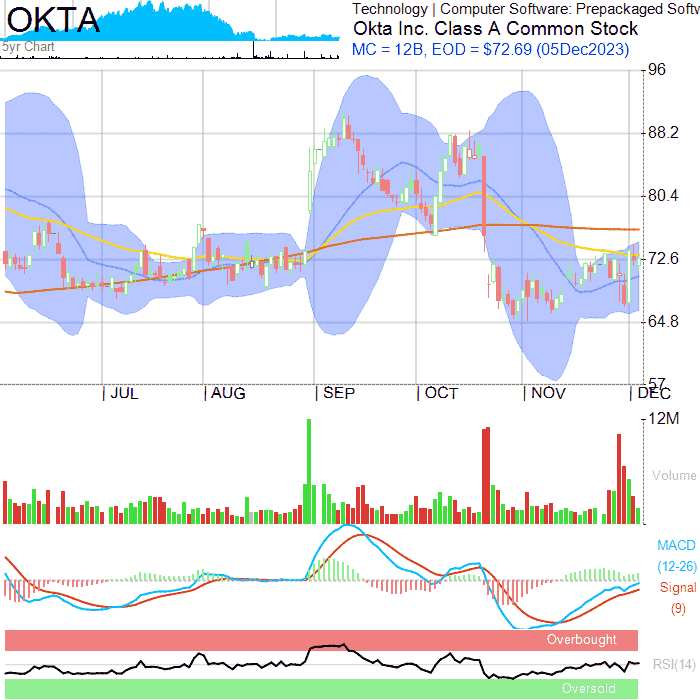 OKTA
5yr Chart
Technology | Computer Software: Prepackaged Softw
Okta Inc. Class A Common Stock
MC = 12B, EOD = $72.69 (05Dec2023)
96
88.2
80.4
72.6
64.8
57
JUL
AUG
SEP
OCT
NOV
DEC
12M
Volume
MACD
(12-26)
Signal
(9)
Overbought
RSI(14)
Oversold